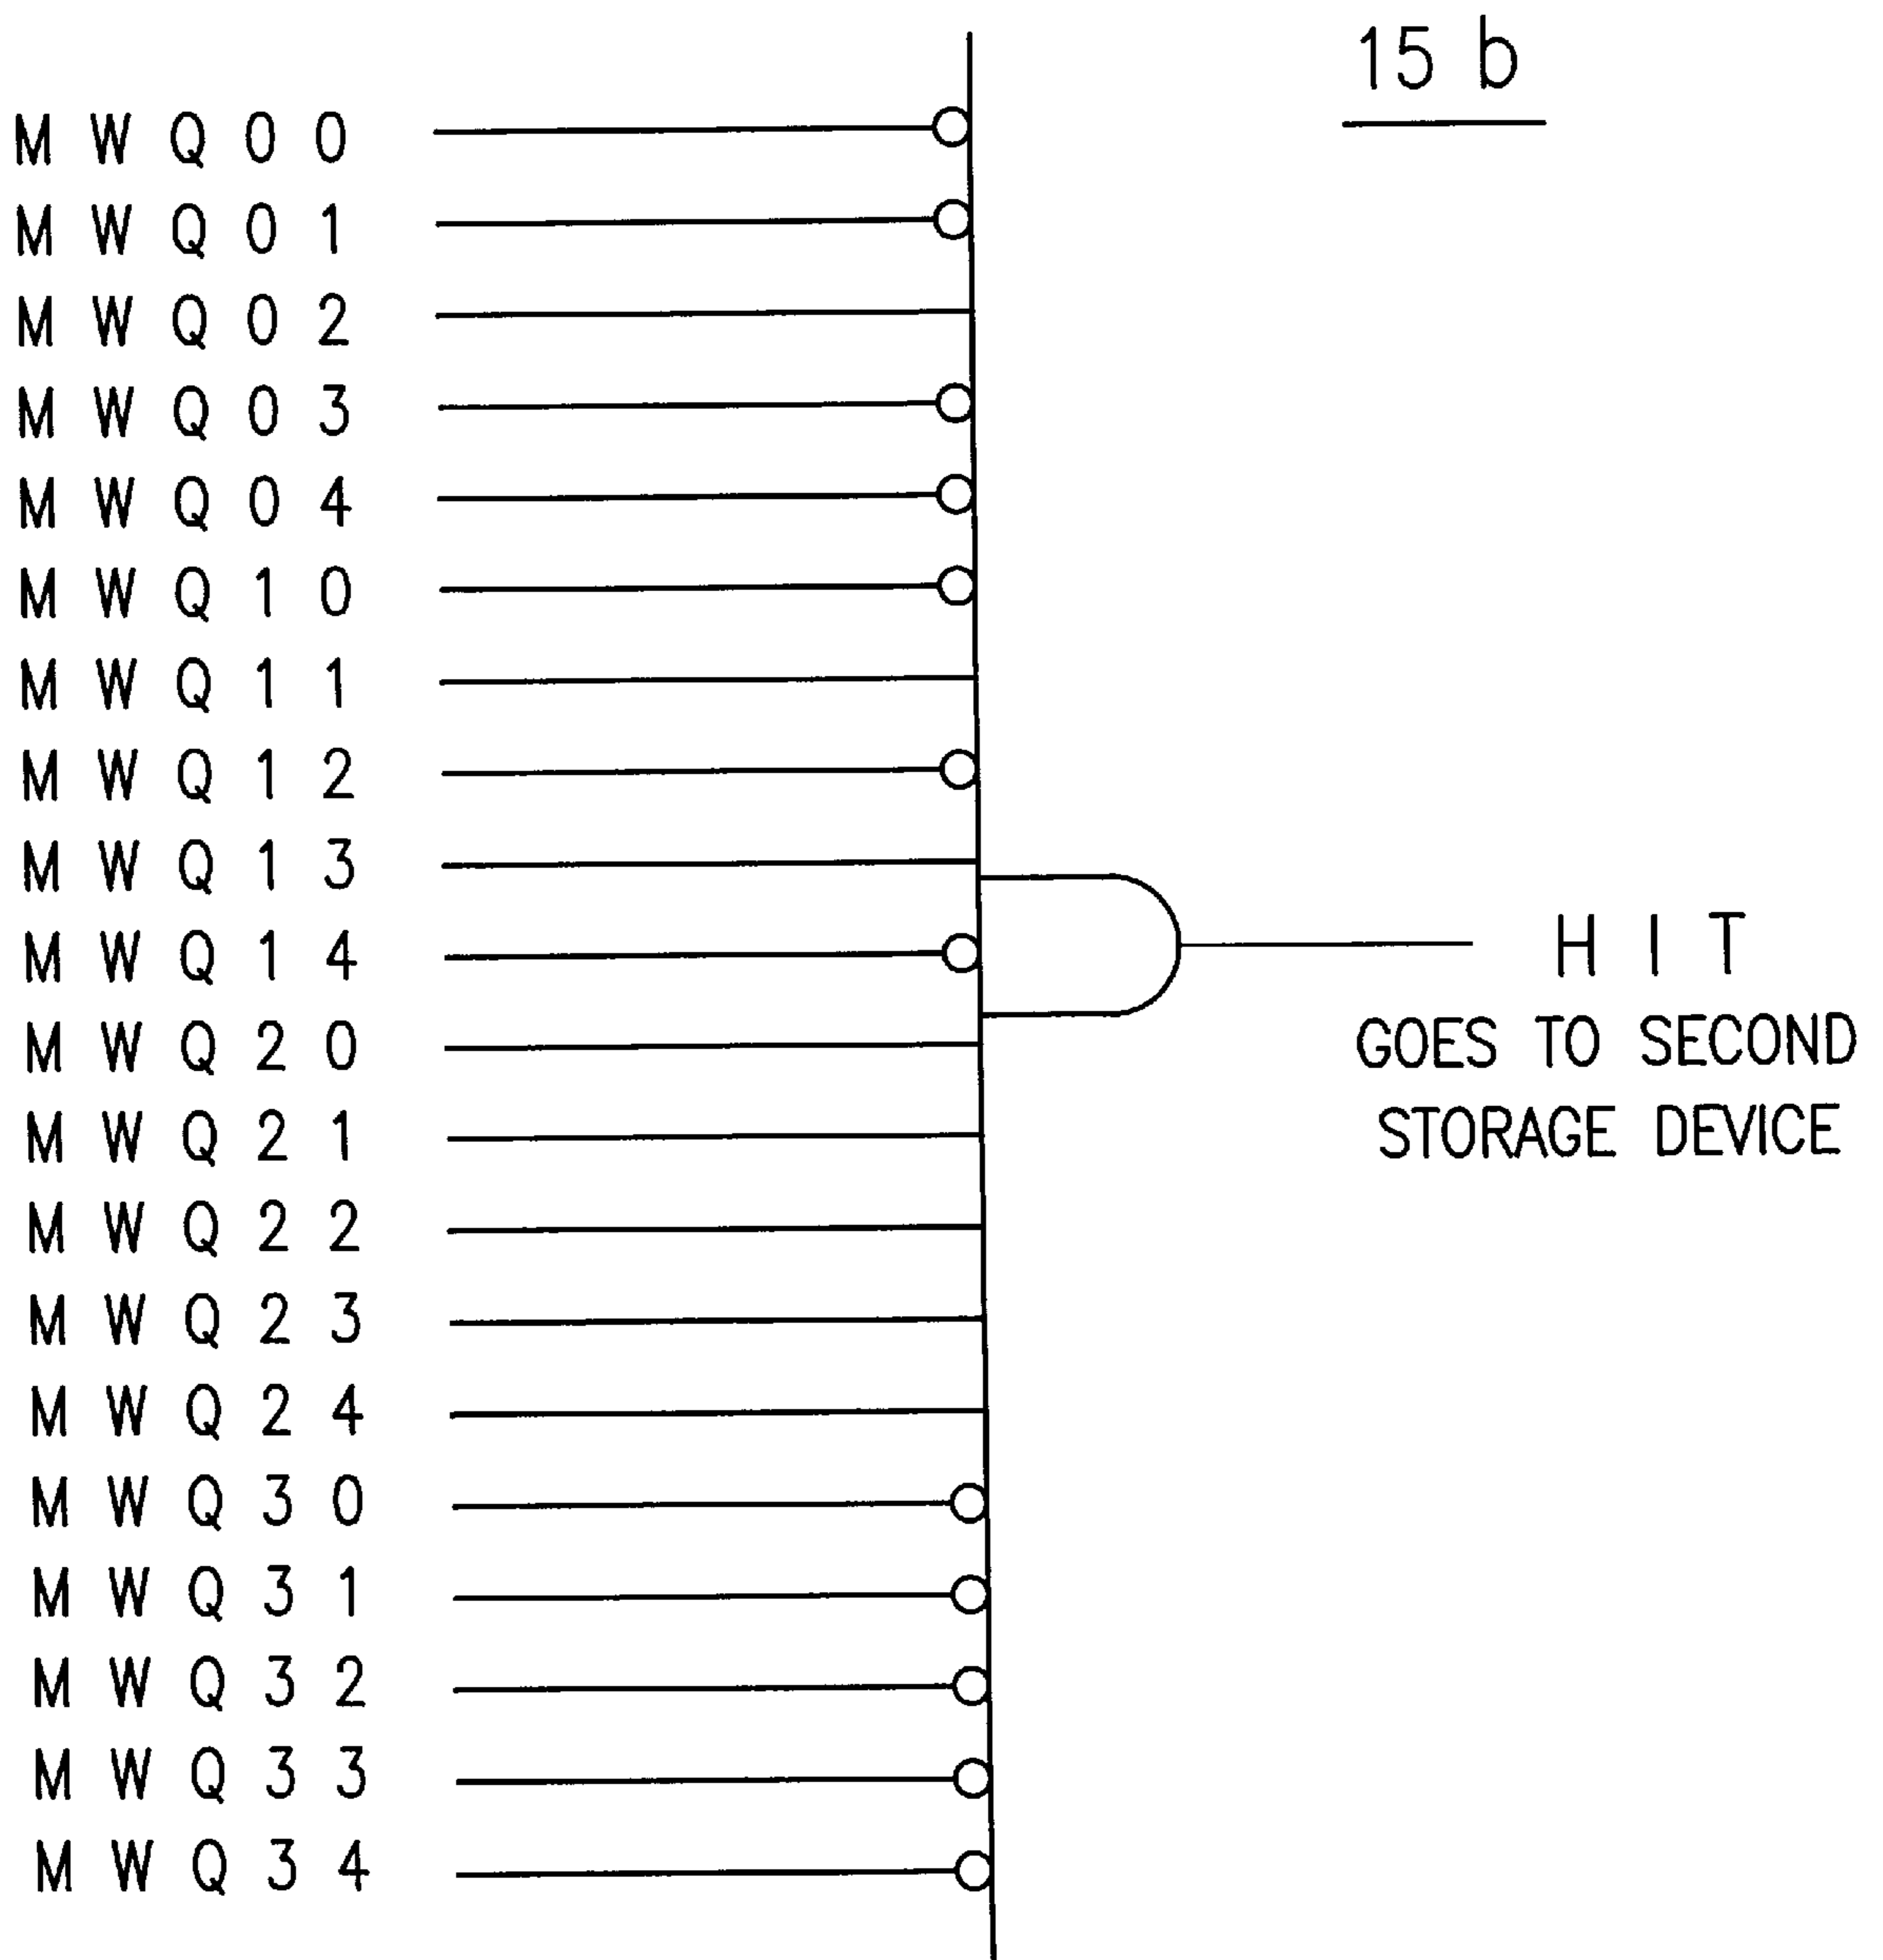 15 b
M W Q 0 0
M W Q 0 1
M W Q 0 2
M W Q 0 3
M W Q 0 4
M W Q 1 0
M W Q 1 1
M W Q 1 2
M W Q 1 3
M W Q 1 4
M W Q 2 0
M W Q 2 1
M W Q 2 2
M W Q 2 3
M W Q 2 4
M W Q 3 0
M W Q 3 1
M W Q 3 2
M W Q 3 3
M W Q 3 4
H I T
GOES TO SECOND
STORAGE DEVICE